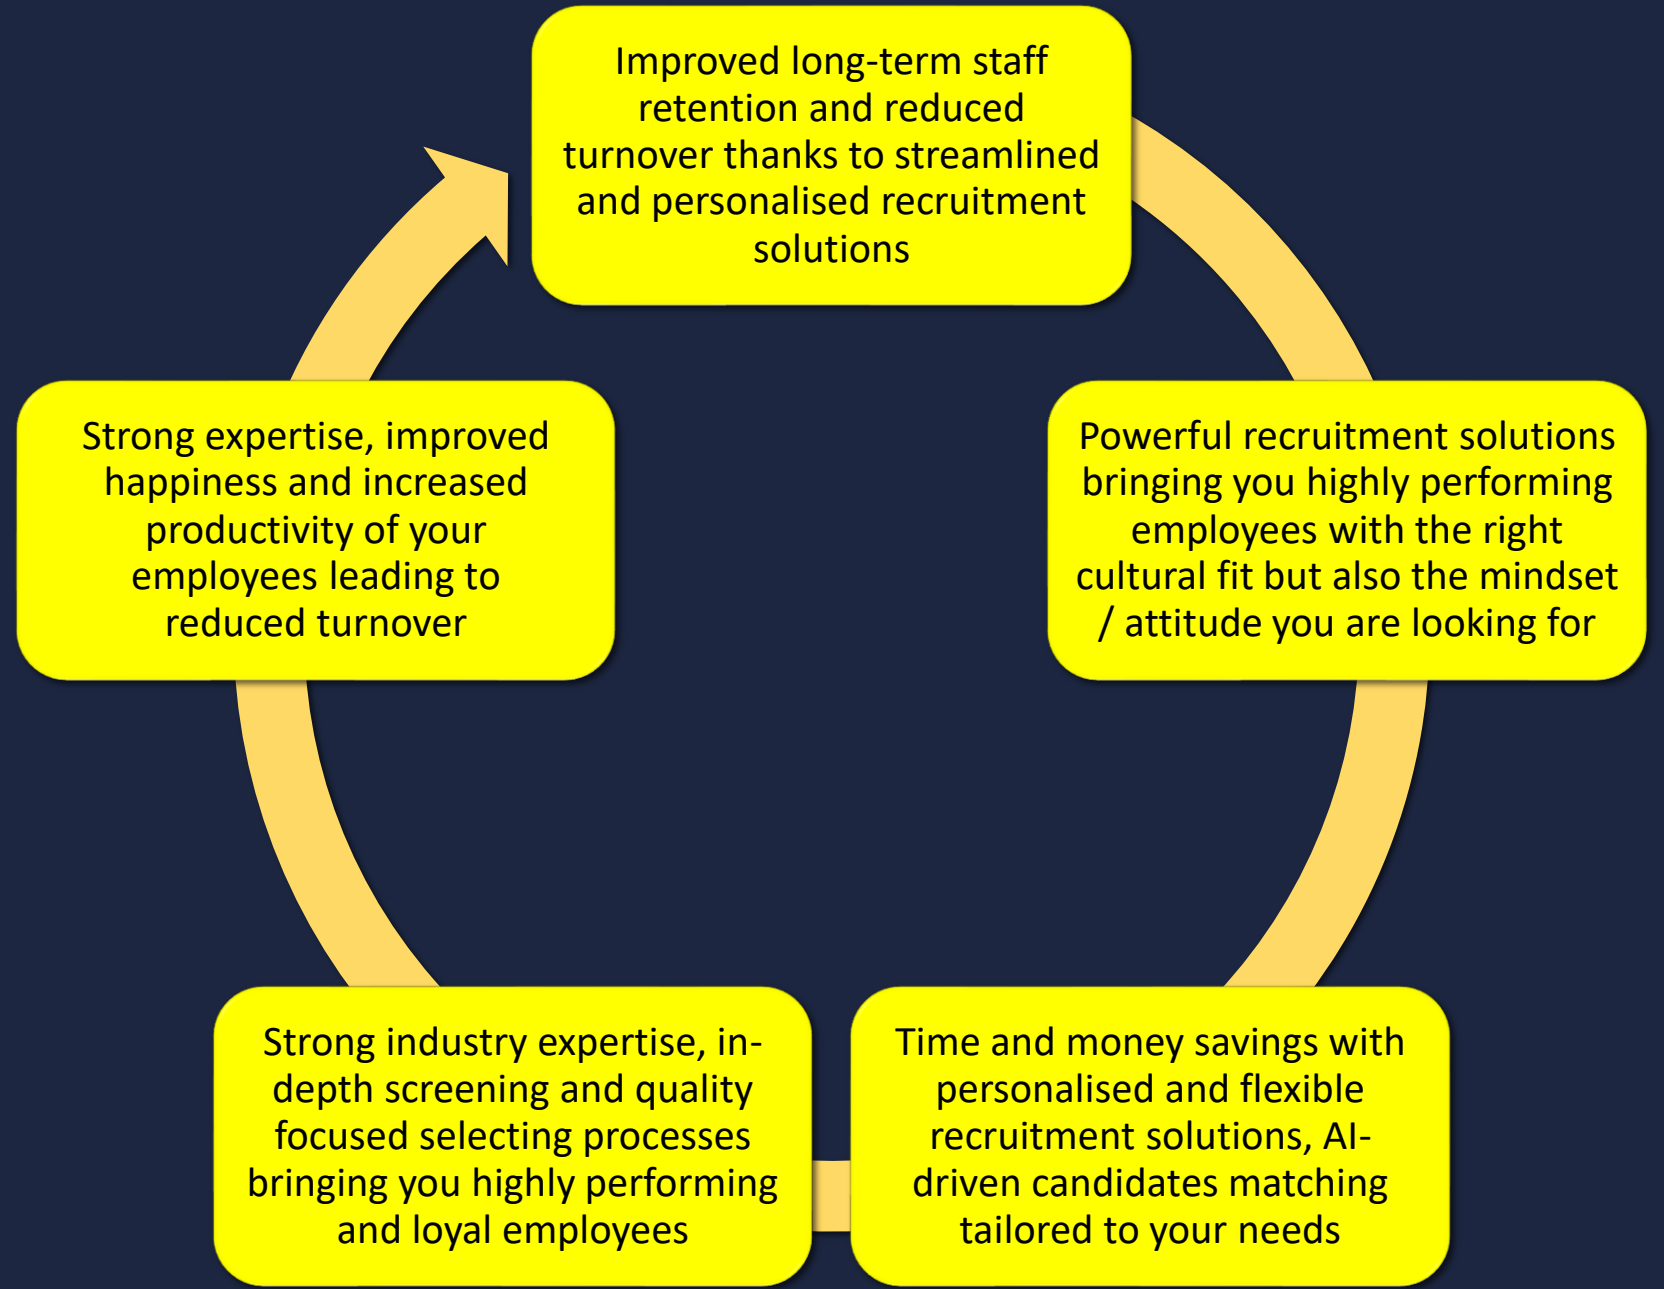 Improved long-term staff
retention and reduced
turnover thanks to streamlined
and personalised recruitment
solutions
Powerful recruitment solutions
bringing you highly performing
employees with the right
cultural fit but also the mindset
/ attitude you are looking for
Time and money savings with
personalised and flexible
recruitment solutions, AI-
driven candidates matching
tailored to your needs
Strong industry expertise, in-
depth screening and quality
focused selecting processes
bringing you highly performing
and loyal employees
Strong expertise, improved
happiness and increased
productivity of your
employees leading to
reduced turnover